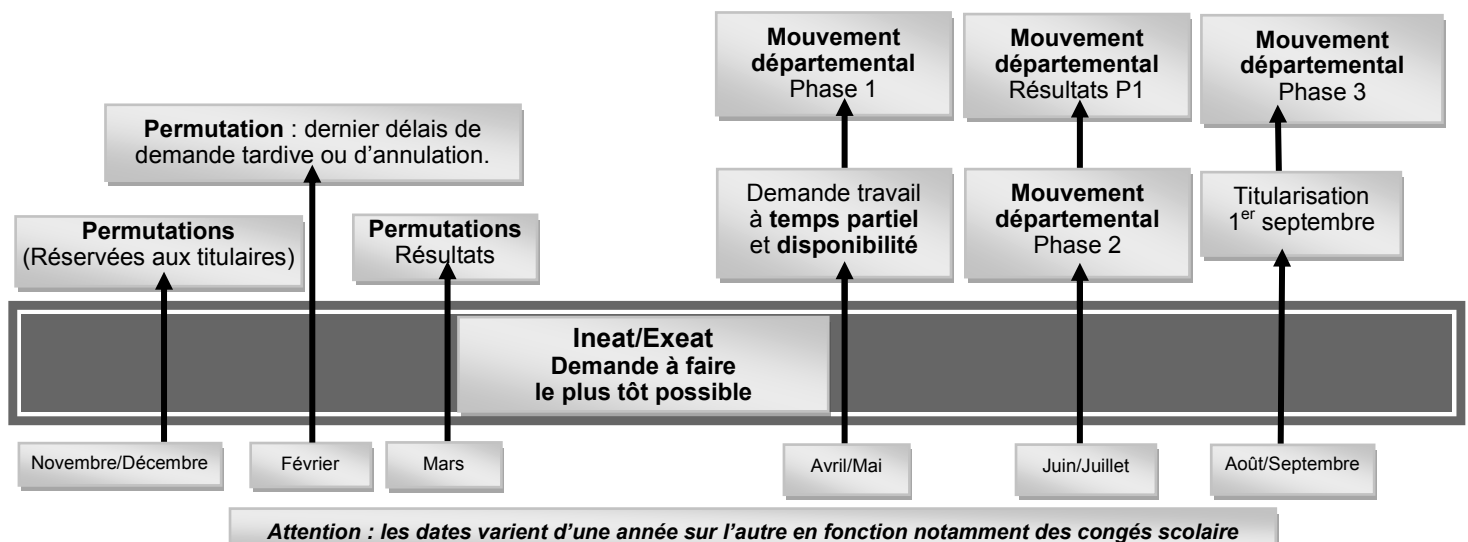 Mouvement
départemental
Phase 1
Mouvement
départemental
Résultats P1
Mouvement
départemental
Phase 3
Permutation : dernier délais de
demande tardive ou d’annulation.
Demande travail
à temps partiel
et disponibilité
Mouvement
départemental
Phase 2
Titularisation
1er septembre
Permutations
(Réservées aux titulaires)
Permutations
Résultats
Ineat/Exeat
Demande à faire
le plus tôt possible
Novembre/Décembre
Février
Mars
Avril/Mai
Juin/Juillet
Août/Septembre
Attention : les dates varient d’une année sur l’autre en fonction notamment des congés scolaire